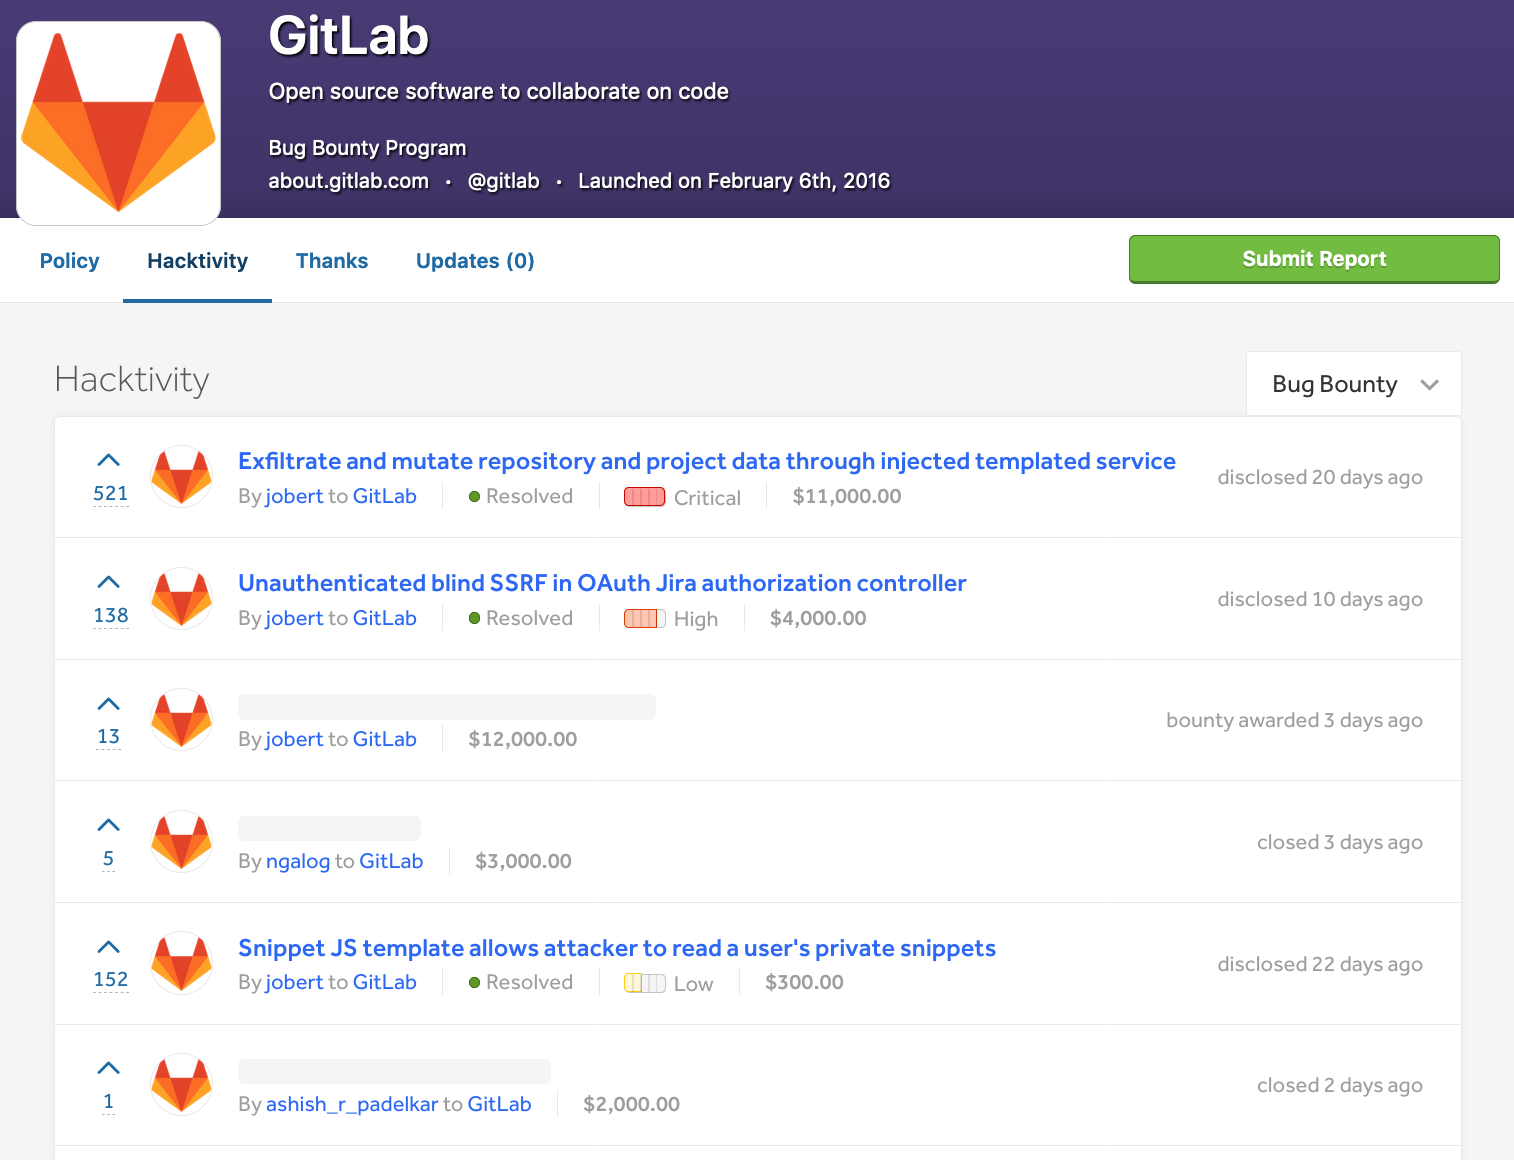 GitLab
Open source software to collaborate on code
Bug Bounty Program
about.gitlab.com · @gitlab · Launched on February 6th, 2016
Policy Hacktivity Thanks Updates (0) Submit Report
Hacktivity Bug Bounty
Exfiltrate and mutate repository and project data through injected templated service
521 By jobert to GitLab Resolved Critical $11,000.00 disclosed 20 days ago
Unauthenticated blind SSRF in OAuth Jira authorization controller
138 By jobert to GitLab Resolved High $4,000.00 disclosed 10 days ago
13 By jobert to GitLab $12,000.00 bounty awarded 3 days ago
5 By ngalog to GitLab $3,000.00 closed 3 days ago
Snippet JS template allows attacker to read a user's private snippets
152 By jobert to GitLab Resolved Low $300.00 disclosed 22 days ago
1 By ashish_r_padelkar to GitLab $2,000.00 closed 2 days ago